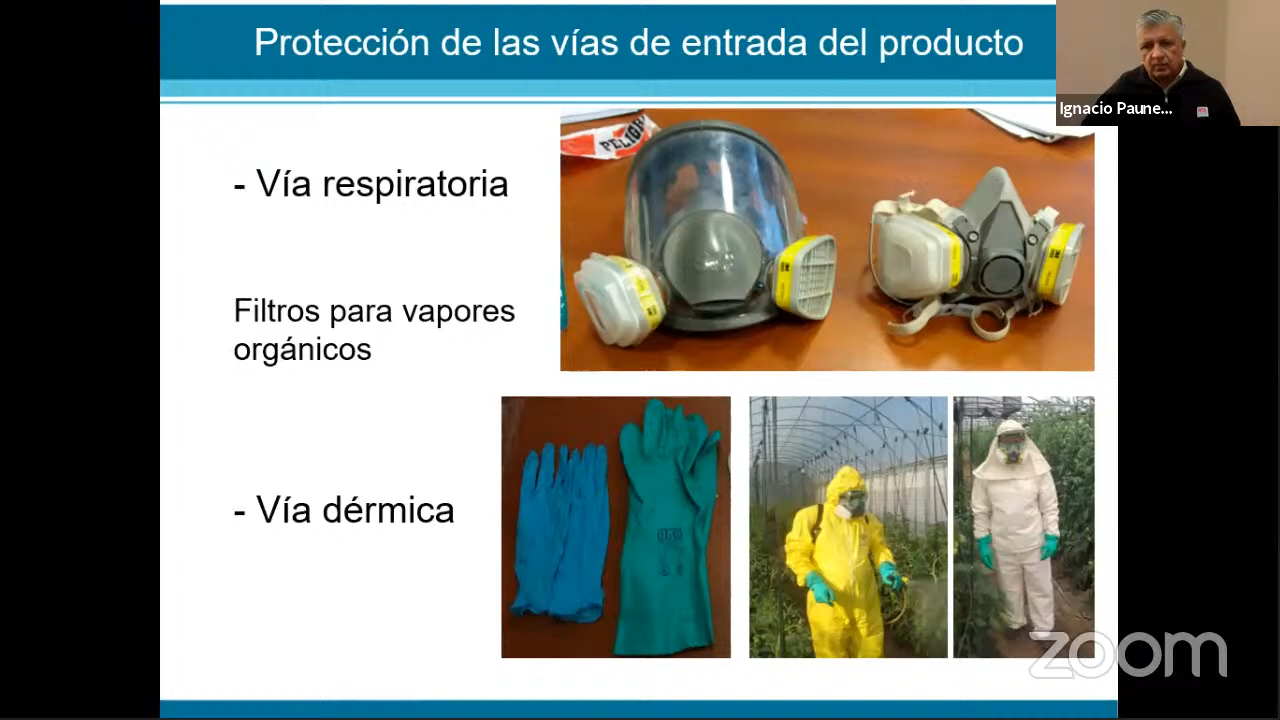 Protección de las vías de entrada del producto
Ignacio Paune...
- Vía respiratoria
PELIGR
Filtros para vapores
orgánicos
- Vía dérmica
zoom